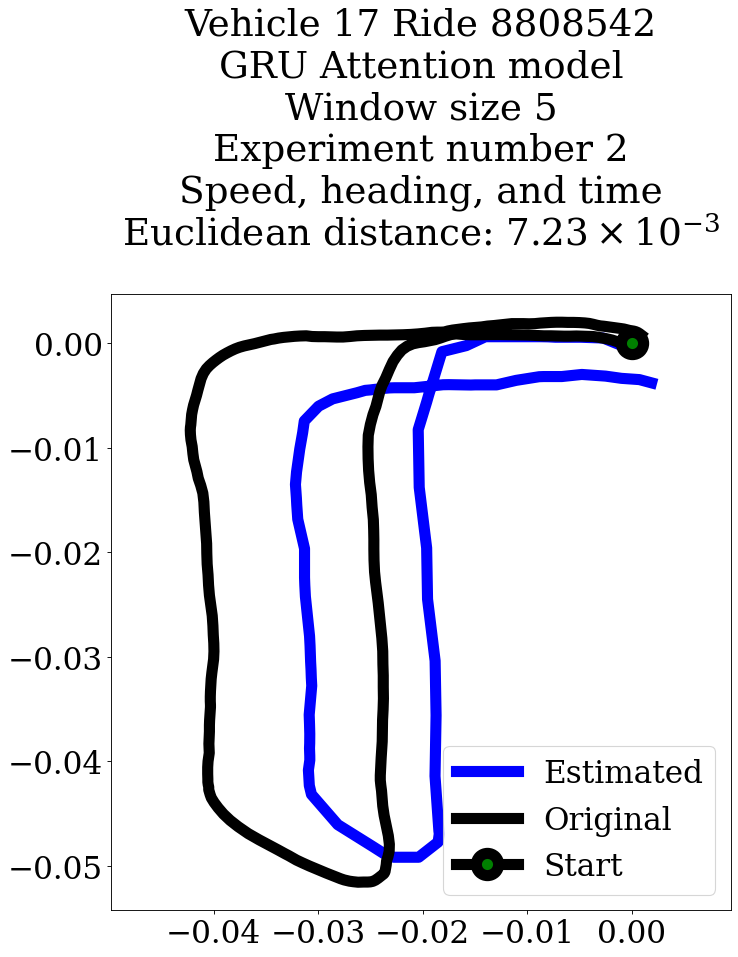 Vehicle 17 Ride 8808542
GRU Attention model
Window size 5
Experiment number 2
Speed, heading, and time
Euclidean distance: 7.23 × 10⁻³
0.00
−0.01
−0.02
−0.03
−0.04
−0.05
Estimated
Original
Start
−0.04 −0.03 −0.02 −0.01 0.00